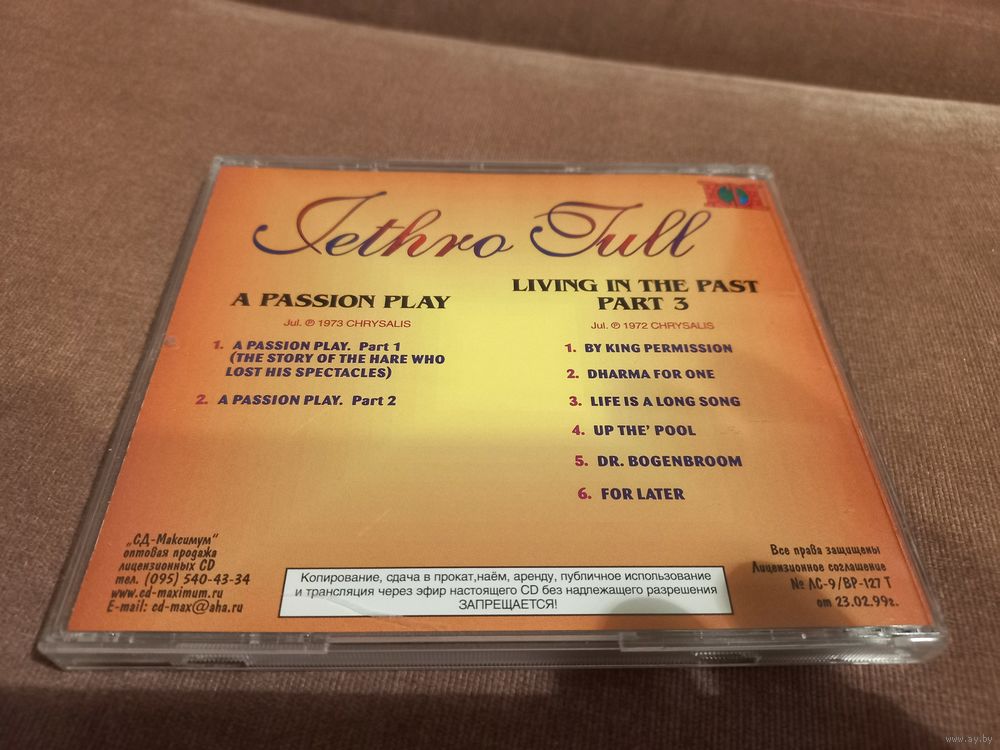 CD
Jethro Tull
A PASSION PLAY
Jul. ℗ 1973 CHRYSALIS
1. A PASSION PLAY. Part 1
(THE STORY OF THE HARE WHO
LOST HIS SPECTACLES)
2. A PASSION PLAY. Part 2
LIVING IN THE PAST
PART 3
Jul. ℗ 1972 CHRYSALIS
1. BY KING PERMISSION
2. DHARMA FOR ONE
3. LIFE IS A LONG SONG
4. UP THE' POOL
5. DR. BOGENBROOM
6. FOR LATER
„СД-Максимум"
оптовая продажа
лицензионных CD
тел. (095) 540-43-34
www.cd-maximum.ru
E-mail: cd-max@aha.ru
Копирование, сдача в прокат,наём, аренду, публичное использование
и трансляция через эфир настоящего CD без надлежащего разрешения
ЗАПРЕЩАЕТСЯ!
Все права защищены
Лицензионное соглашение
№ ЛС-9/ВР-127 Т
от 23.02.99г.
www.ay.by